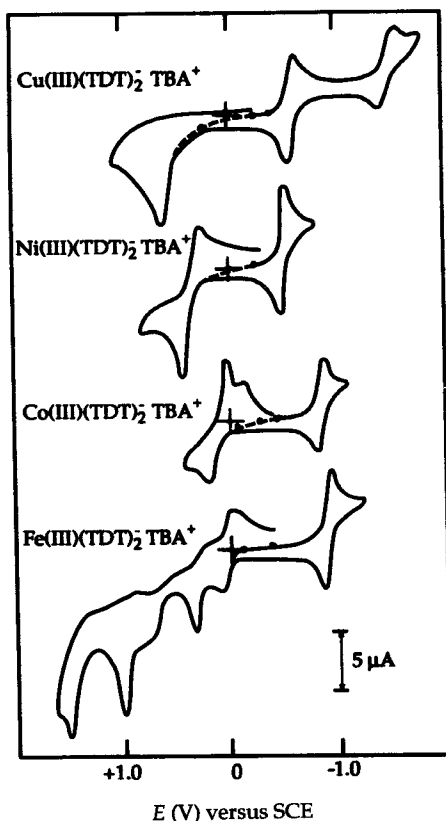 Cu(III)(TDT)₂⁻ TBA⁺
Ni(III)(TDT)₂⁻ TBA⁺
Co(III)(TDT)₂⁻ TBA⁺
Fe(III)(TDT)₂⁻ TBA⁺
5 μA
+1.0 0 -1.0
E (V) versus SCE